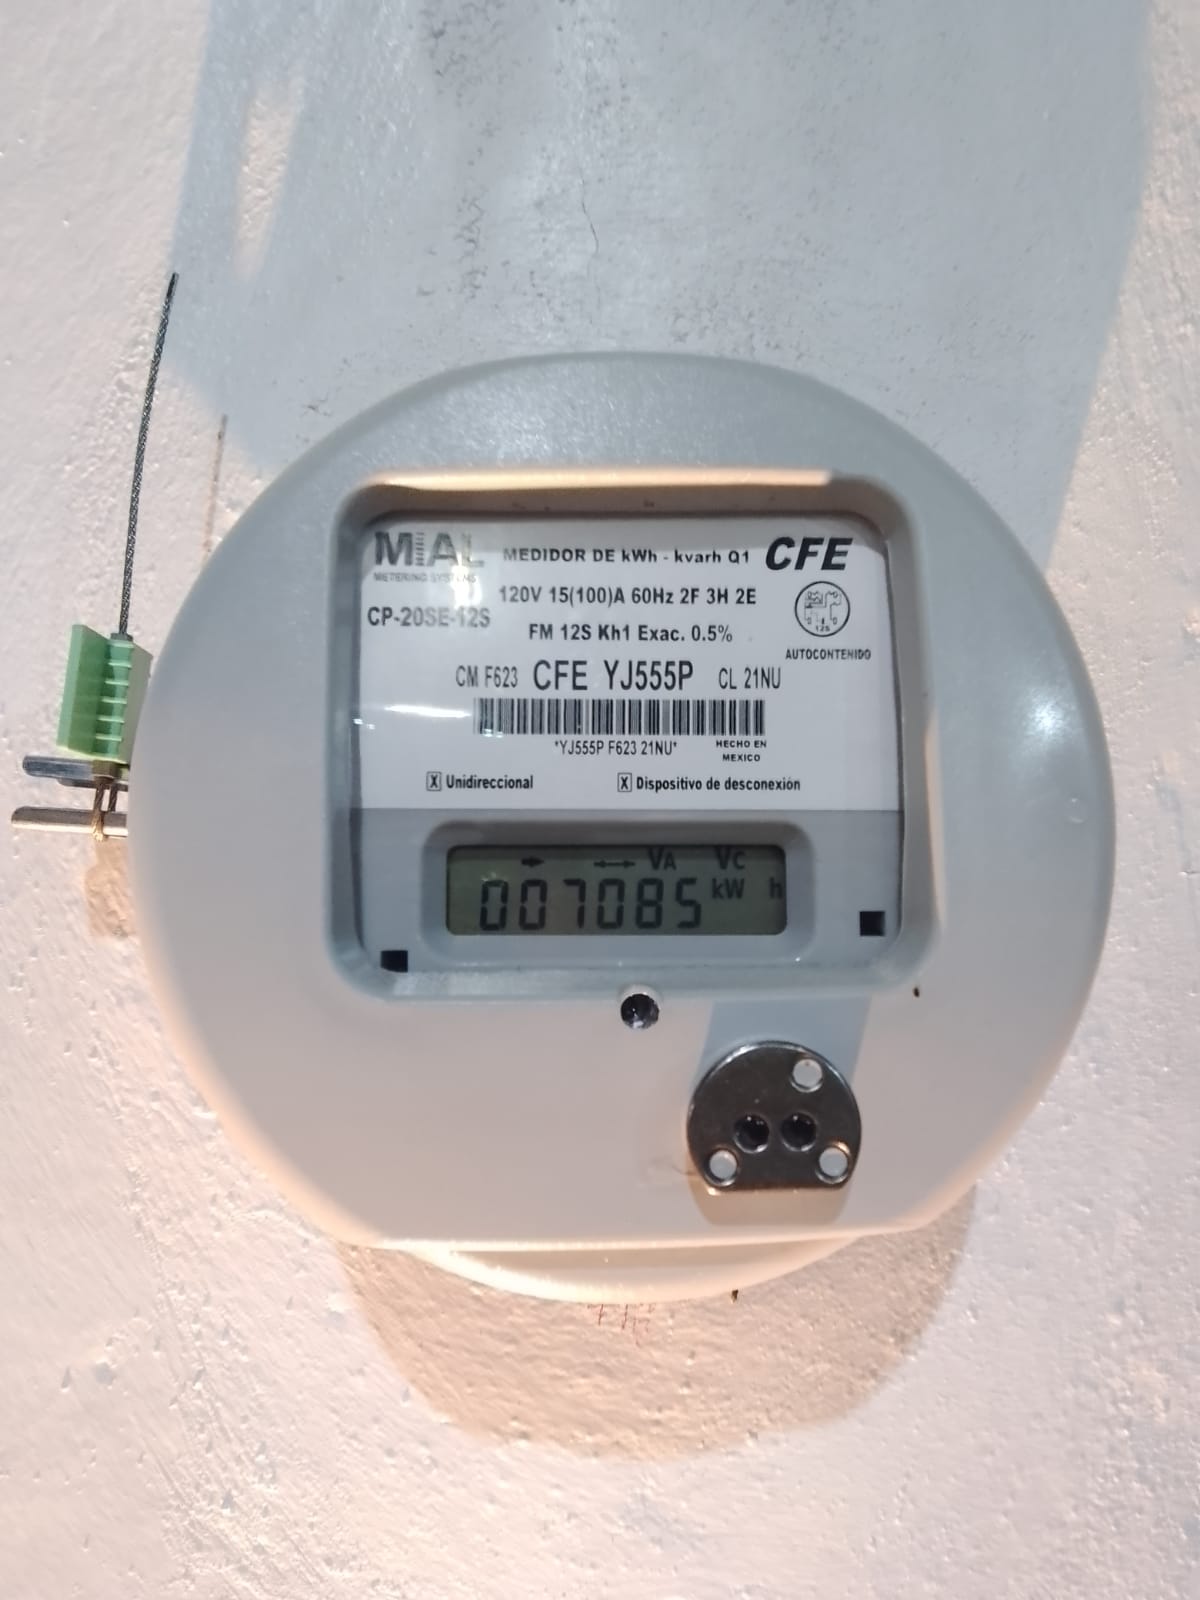 MIAL
METERING SYSTEMS
MEDIDOR DE kWh - kvarh Q1 CFE
120V 15(100)A 60Hz 2F 3H 2E
CP-20SE-12S
FM 12S Kh1 Exac. 0.5%
12S
AUTOCONTENIDO
CM F623 CFE YJ555P CL 21NU
*YJ555P F623 21NU*
HECHO EN
MEXICO
X Unidireccional X Dispositivo de desconexión
VA VC
007085 kW h